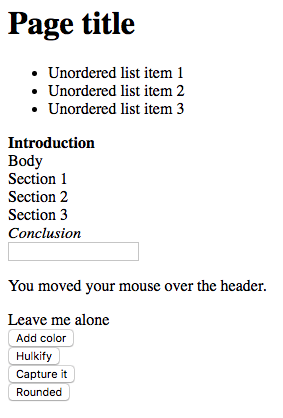 Page title
Unordered list item 1
Unordered list item 2
Unordered list item 3
Introduction
Body
Section 1
Section 2
Section 3
Conclusion
You moved your mouse over the header.
Leave me alone
Add color
Hulkify
Capture it
Rounded